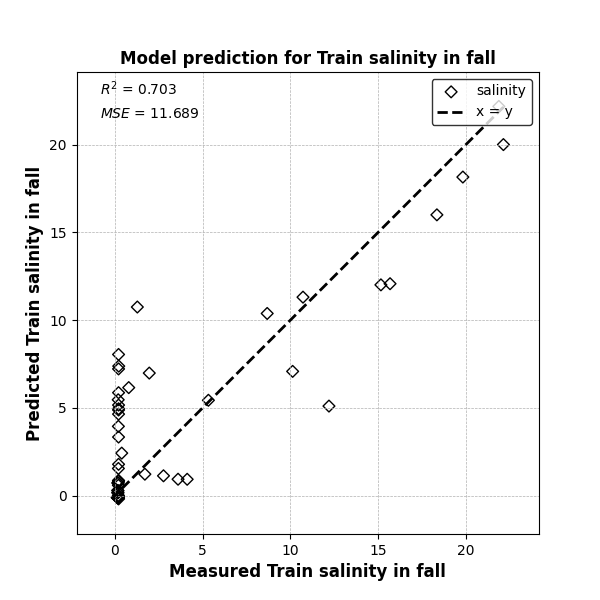 Model prediction for Train salinity in fall
R² = 0.703
MSE = 11.689
salinity
x = y
Predicted Train salinity in fall
20
15
10
5
0
0 5 10 15 20
Measured Train salinity in fall